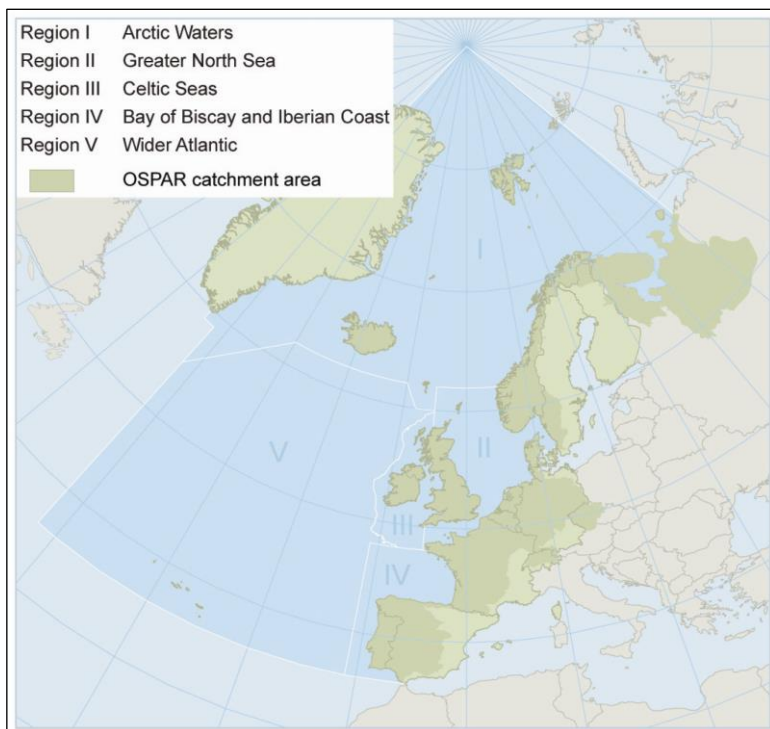 Region I Arctic Waters
Region II Greater North Sea
Region III Celtic Seas
Region IV Bay of Biscay and Iberian Coast
Region V Wider Atlantic
OSPAR catchment area
I
V
II
III
IV